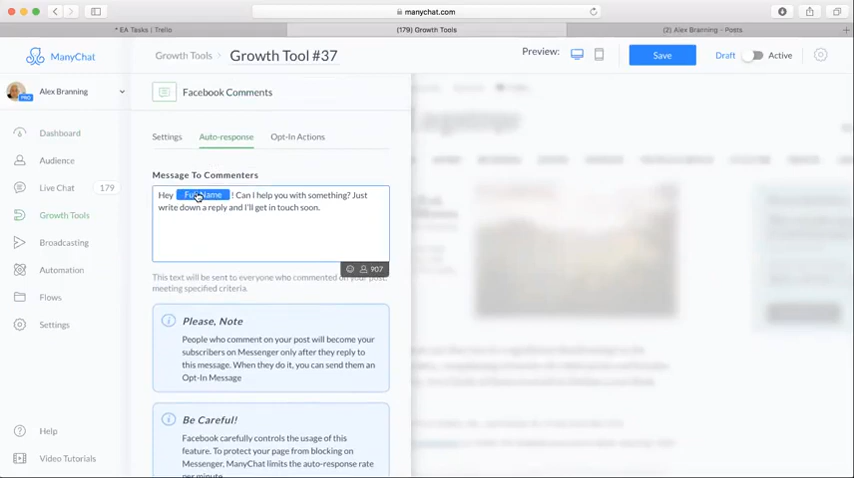 manychat.com
* EA Tasks | Trello
(179) Growth Tools
(2) Alex Branning - Posts
ManyChat
Growth Tools > Growth Tool #37
Preview:
Save
Draft
Active
Alex Branning
PRO
Facebook Comments
Dashboard
Audience
Live Chat 179
Growth Tools
Broadcasting
Automation
Flows
Settings
Help
Video Tutorials
Settings
Auto-response
Opt-In Actions
Message To Commenters
Hey Full Name ! Can I help you with something? Just
write down a reply and I'll get in touch soon.
907
This text will be sent to everyone who commented on your post
meeting specified criteria.
Please, Note
People who comment on your post will become your
subscribers on Messenger only after they reply to
this message. When they do it, you can send them an
Opt-In Message
Be Careful!
Facebook carefully controls the usage of this
feature. To protect your page from blocking on
Messenger, ManyChat limits the auto-response rate
per minute.